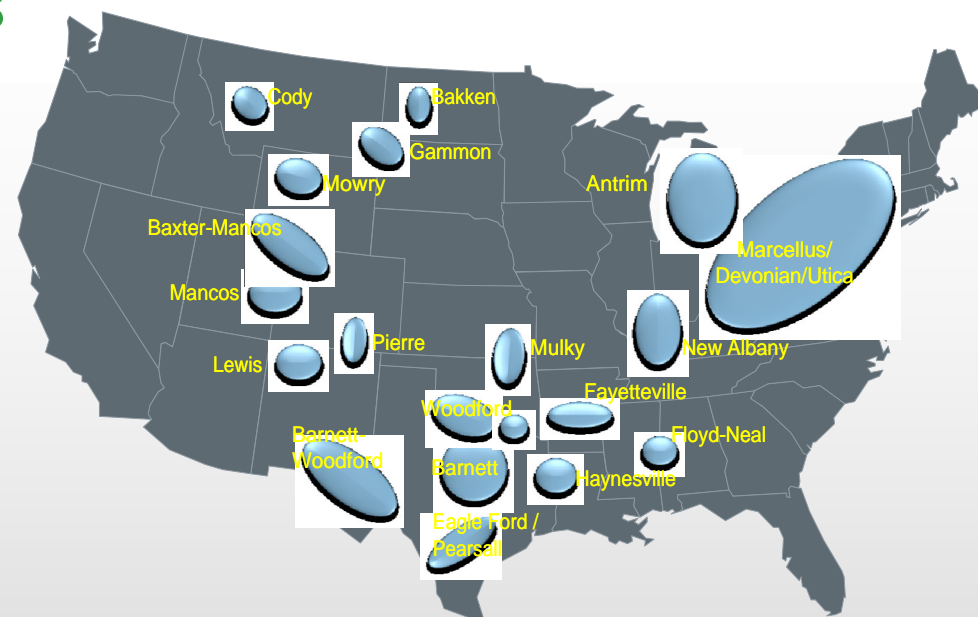 Cody
Bakken
Gammon
Mowry
Antrim
Baxter-Mancos
Marcellus/
Devonian/Utica
Mancos
Pierre
Mulky
New Albany
Lewis
Fayetteville
Woodford
Barnett-
Woodford
Floyd-Neal
Barnett
Haynesville
Eagle Ford /
Pearsall